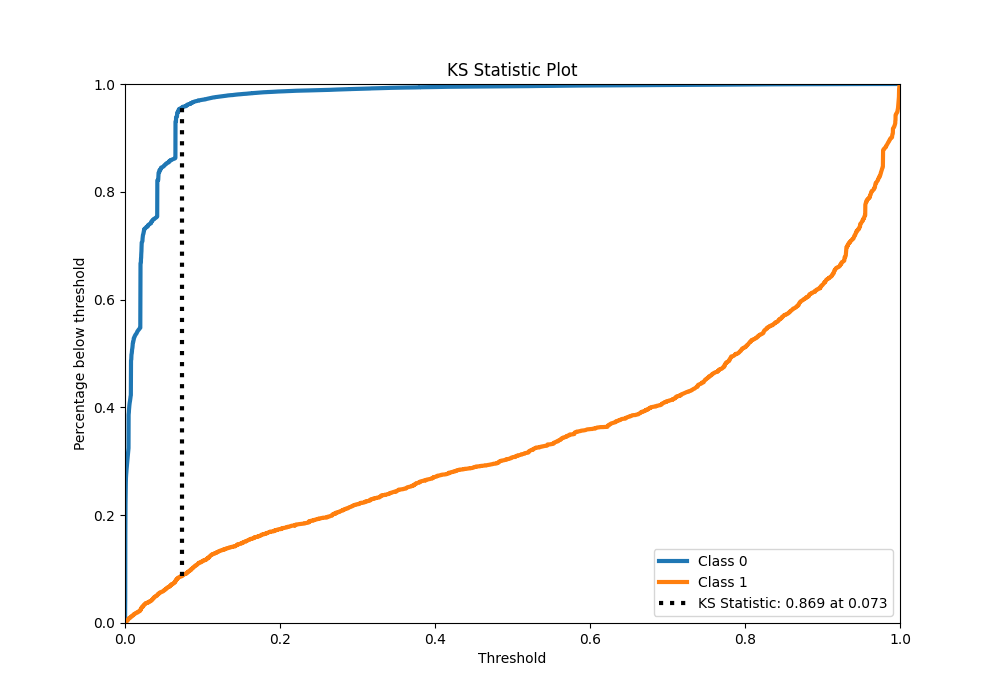 KS Statistic Plot
1.0
0.8
0.6
0.4
0.2
0.0
Percentage below threshold
0.0 0.2 0.4 0.6 0.8 1.0
Threshold
Class 0
Class 1
KS Statistic: 0.869 at 0.073